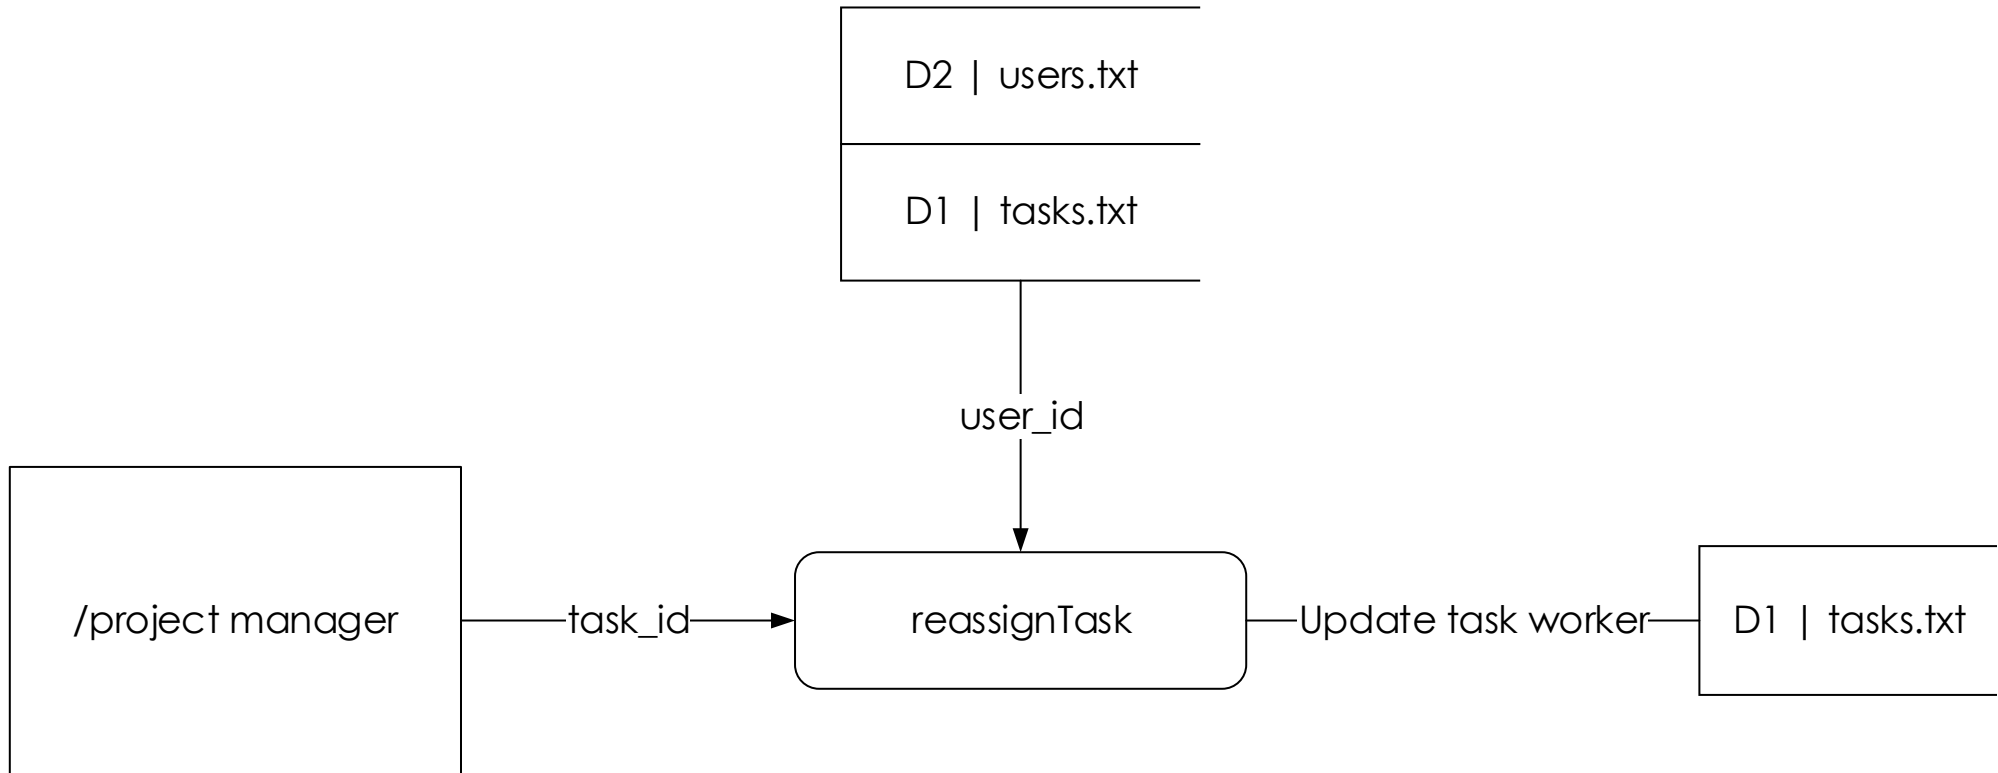 D2 | users.txt
D1 | tasks.txt
user_id
/project manager
task_id
reassignTask
Update task worker
D1 | tasks.txt